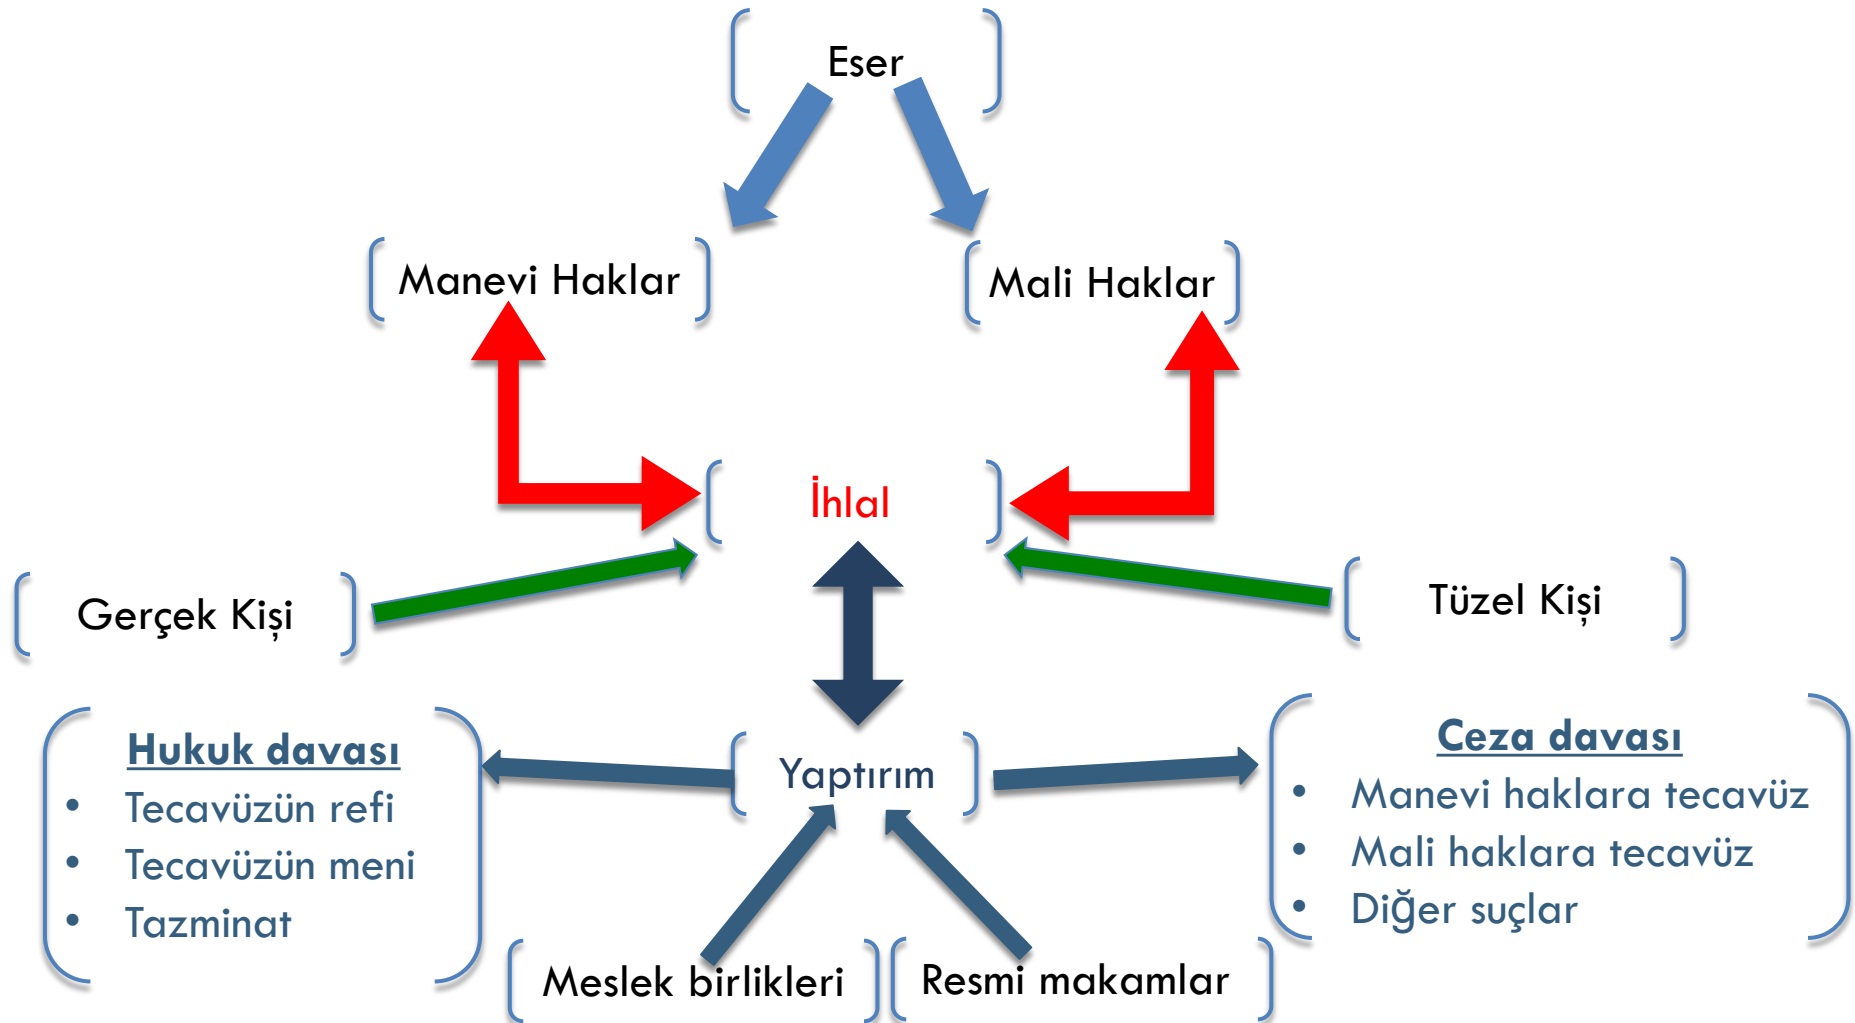 Eser
Manevi Haklar
Mali Haklar
İhlal
Gerçek Kişi
Tüzel Kişi
Hukuk davası
• Tecavüzün refi
• Tecavüzün meni
• Tazminat
Yaptırım
Ceza davası
• Manevi haklara tecavüz
• Mali haklara tecavüz
• Diğer suçlar
Meslek birlikleri
Resmi makamlar